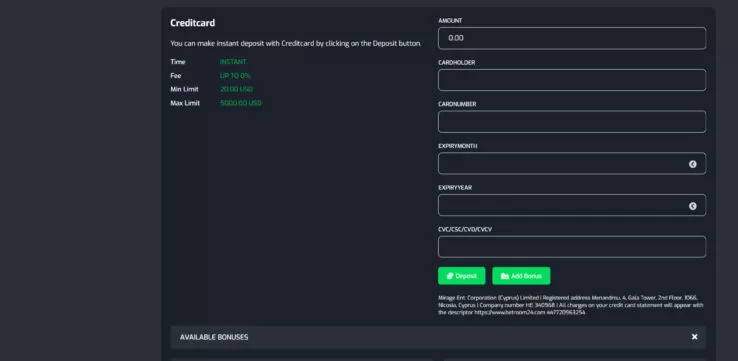 Creditcard
You can make instant deposit with Creditcard by clicking on the Deposit button.
Time INSTANT
Fee UP TO 0%
Min Limit 20.00 USD
Max Limit 5000.00 USD
AMOUNT
0.00
CARDHOLDER
CARDNUMBER
EXPIRYMONTH
EXPIRYYEAR
CVC/CSC/CVD/CVCV
Deposit Add Bonus
Mirage Ent. Corporation (Cyprus) Limited | Registered address Menandrou, 4, Gala Tower, 2nd Floor, 1066,
Nicosia, Cyprus | Company number HE 340968 | All charges on your credit card statement will appear with
the descriptor https://www.betroom24.com 447720963254
AVAILABLE BONUSES